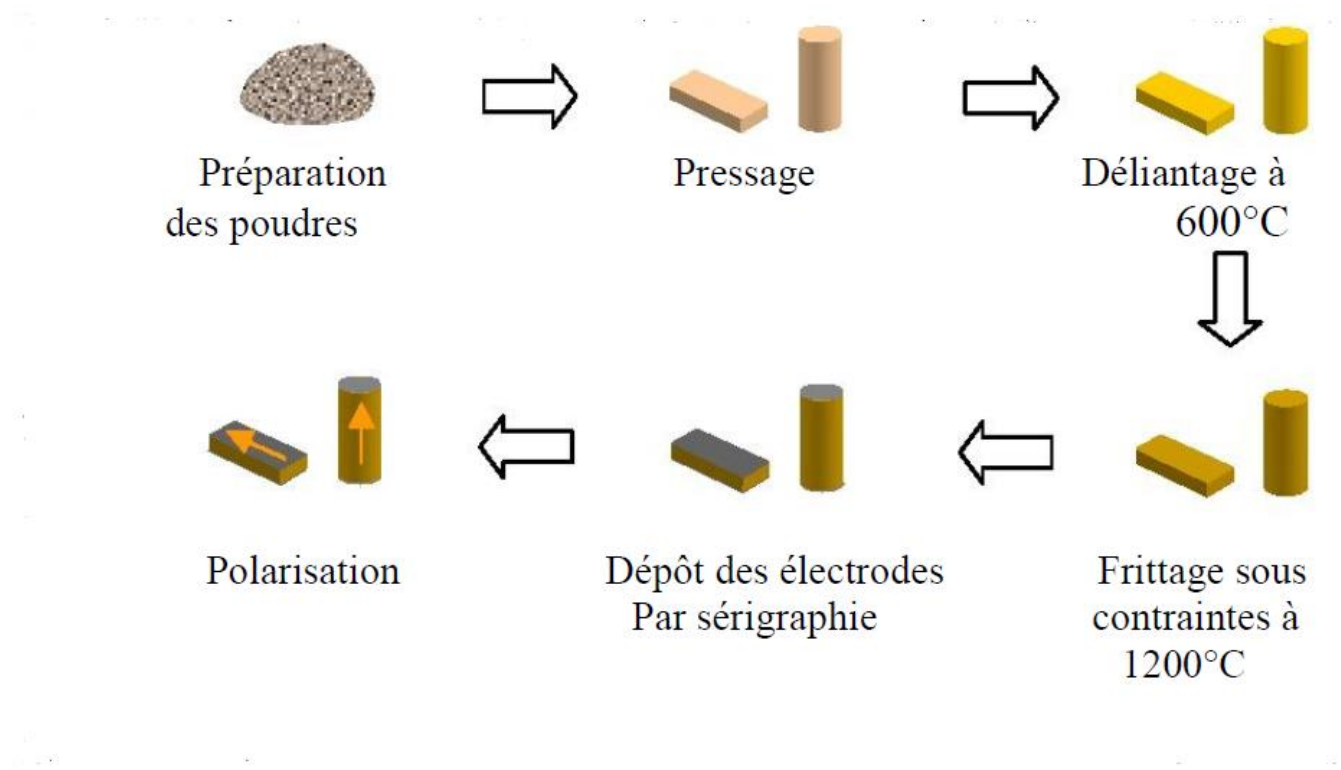 Préparation
des poudres
Pressage
Déliantage à
600°C
Polarisation
Dépôt des électrodes
Par sérigraphie
Frittage sous
contraintes à
1200°C